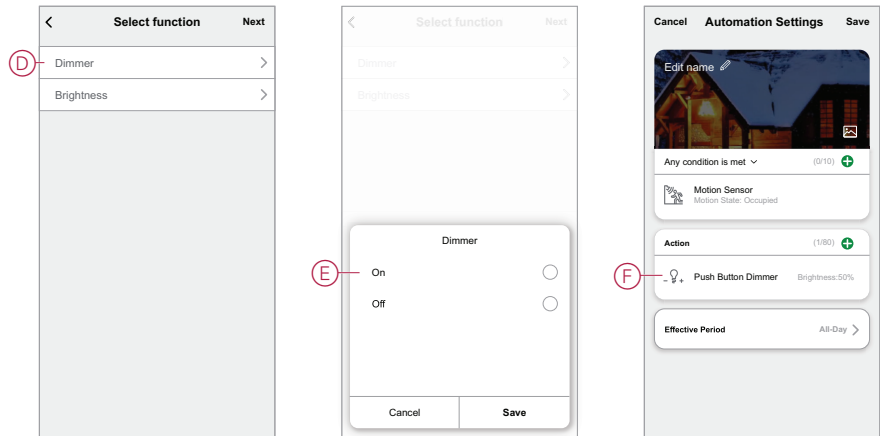 Select function Next
D
Dimmer
Brightness
Select function Next
Dimmer
Brightness
Dimmer
E
On
Off
Cancel Save
Cancel Automation Settings Save
Edit name
Any condition is met (0/10)
Motion Sensor
Motion State: Occupied
Action (1/80)
F
Push Button Dimmer Brightness:50%
Effective Period All-Day